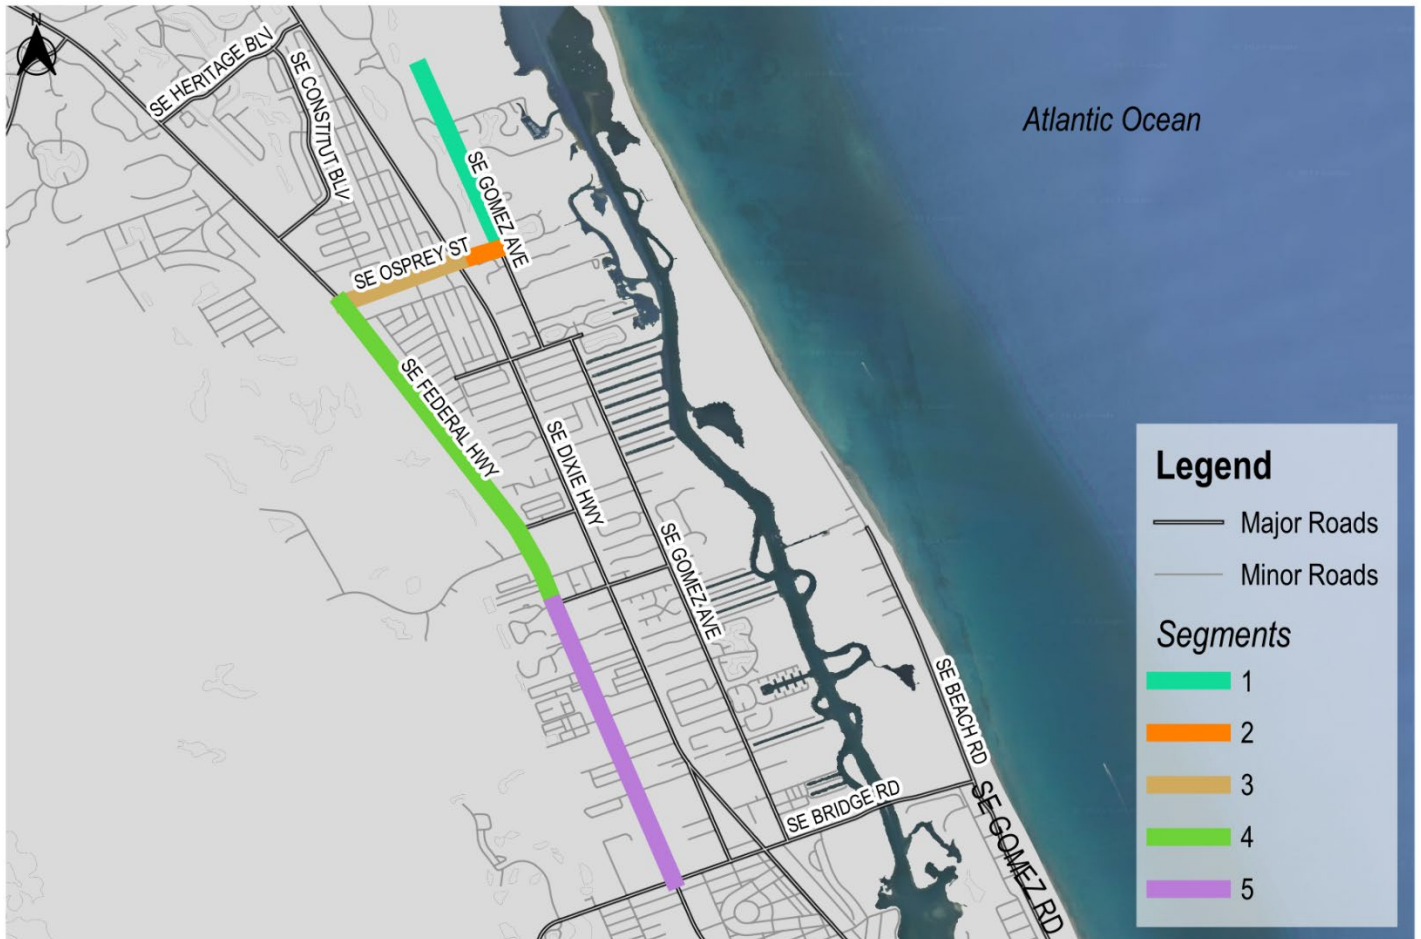 N
SE HERITAGE BLV
SE CONSTITUT BLV
Atlantic Ocean
SE GOMEZ AVE
SE OSPREY ST
SE FEDERAL HWY
SE DIXIE HWY
SE GOMEZ AVE
SE BEACH RD
SE BRIDGE RD
SE GOMEZ RD
Legend
Major Roads
Minor Roads
Segments
1
2
3
4
5